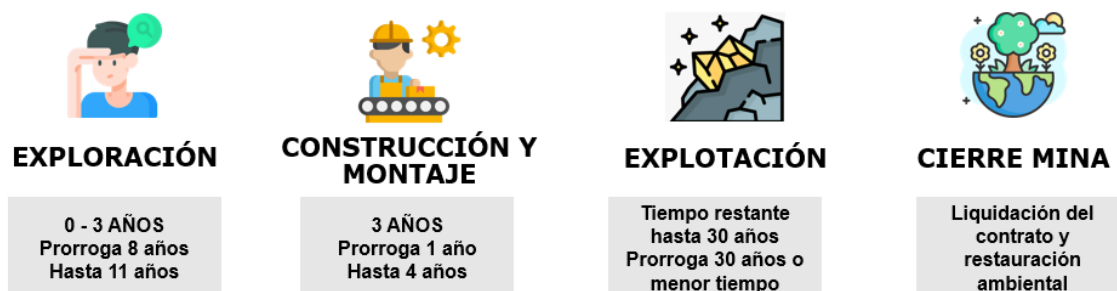 EXPLORACIÓN
0 - 3 AÑOS
Prorroga 8 años
Hasta 11 años
CONSTRUCCIÓN Y
MONTAJE
3 AÑOS
Prorroga 1 año
Hasta 4 años
EXPLOTACIÓN
Tiempo restante
hasta 30 años
Prorroga 30 años o
menor tiempo
CIERRE MINA
Liquidación del
contrato y
restauración
ambiental